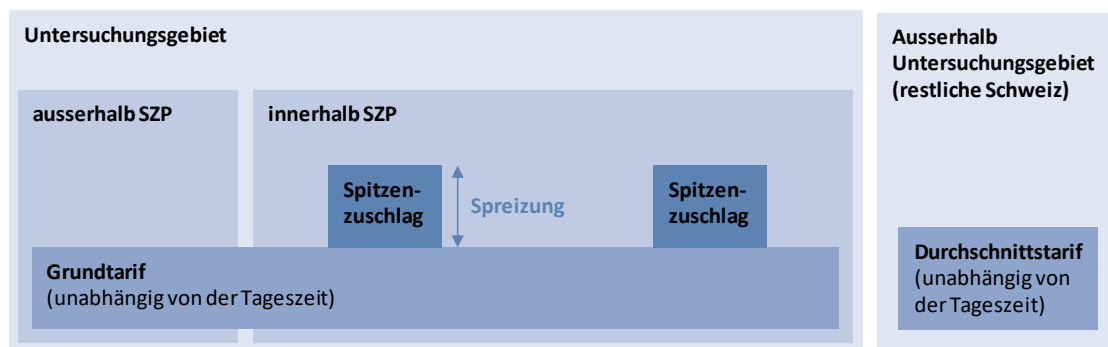 Untersuchungsgebiet
ausserhalb SZP
innerhalb SZP
Spitzen-
zuschlag
Spreizung
Spitzen-
zuschlag
Grundtarif
(unabhängig von der Tageszeit)
Ausserhalb
Untersuchungsgebiet
(restliche Schweiz)
Durchschnittstarif
(unabhängig von
der Tageszeit)